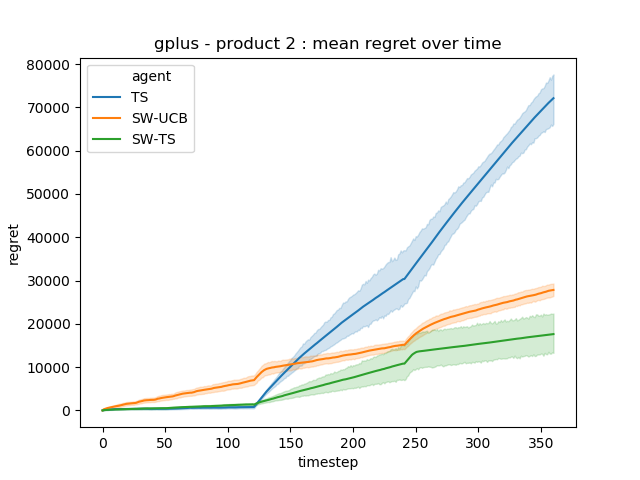 gplus - product 2 : mean regret over time
agent
TS
SW-UCB
SW-TS
80000
70000
60000
50000
40000
30000
20000
10000
0
regret
0 50 100 150 200 250 300 350
timestep